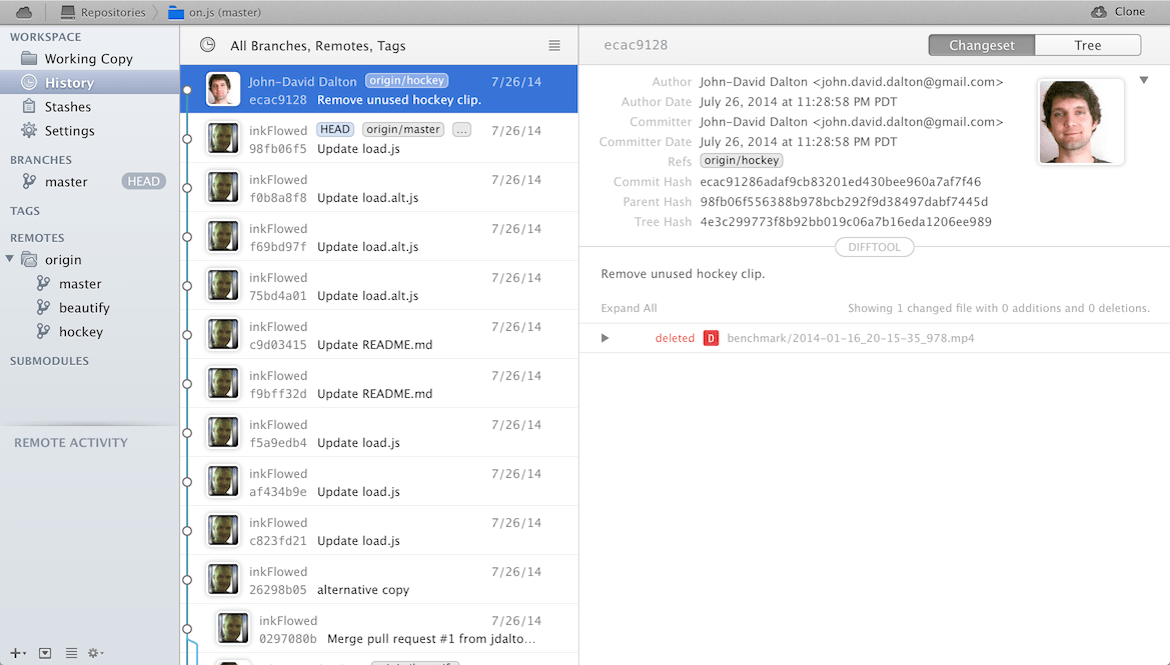 Repositories
on.js (master)
Clone
WORKSPACE
Working Copy
History
Stashes
Settings
BRANCHES
master HEAD
TAGS
REMOTES
origin
master
beautify
hockey
SUBMODULES
REMOTE ACTIVITY
All Branches, Remotes, Tags
John-David Dalton origin/hockey 7/26/14
ecac9128 Remove unused hockey clip.
inkFlowed HEAD origin/master ... 7/26/14
98fb06f5 Update load.js
inkFlowed 7/26/14
f0b8a8f8 Update load.alt.js
inkFlowed 7/26/14
f69bd97f Update load.alt.js
inkFlowed 7/26/14
75bd4a01 Update load.alt.js
inkFlowed 7/26/14
c9d03415 Update README.md
inkFlowed 7/26/14
f9bff32d Update README.md
inkFlowed 7/26/14
f5a9edb4 Update load.js
inkFlowed 7/26/14
af434b9e Update load.js
inkFlowed 7/26/14
c823fd21 Update load.js
inkFlowed 7/26/14
26298b05 alternative copy
inkFlowed 7/26/14
0297080b Merge pull request #1 from jdalto...
ecac9128
Changeset Tree
Author John-David Dalton <john.david.dalton@gmail.com>
Author Date July 26, 2014 at 11:28:58 PM PDT
Committer John-David Dalton <john.david.dalton@gmail.com>
Committer Date July 26, 2014 at 11:28:58 PM PDT
Refs origin/hockey
Commit Hash ecac91286adaf9cb83201ed430bee960a7af7f46
Parent Hash 98fb06f556388b978bcb292f9d38497dabf7445d
Tree Hash 4e3c299773f8b92bb019c06a7b16eda1206ee989
DIFFTOOL
Remove unused hockey clip.
Expand All Showing 1 changed file with 0 additions and 0 deletions.
deleted D benchmark/2014-01-16_20-15-35_978.mp4